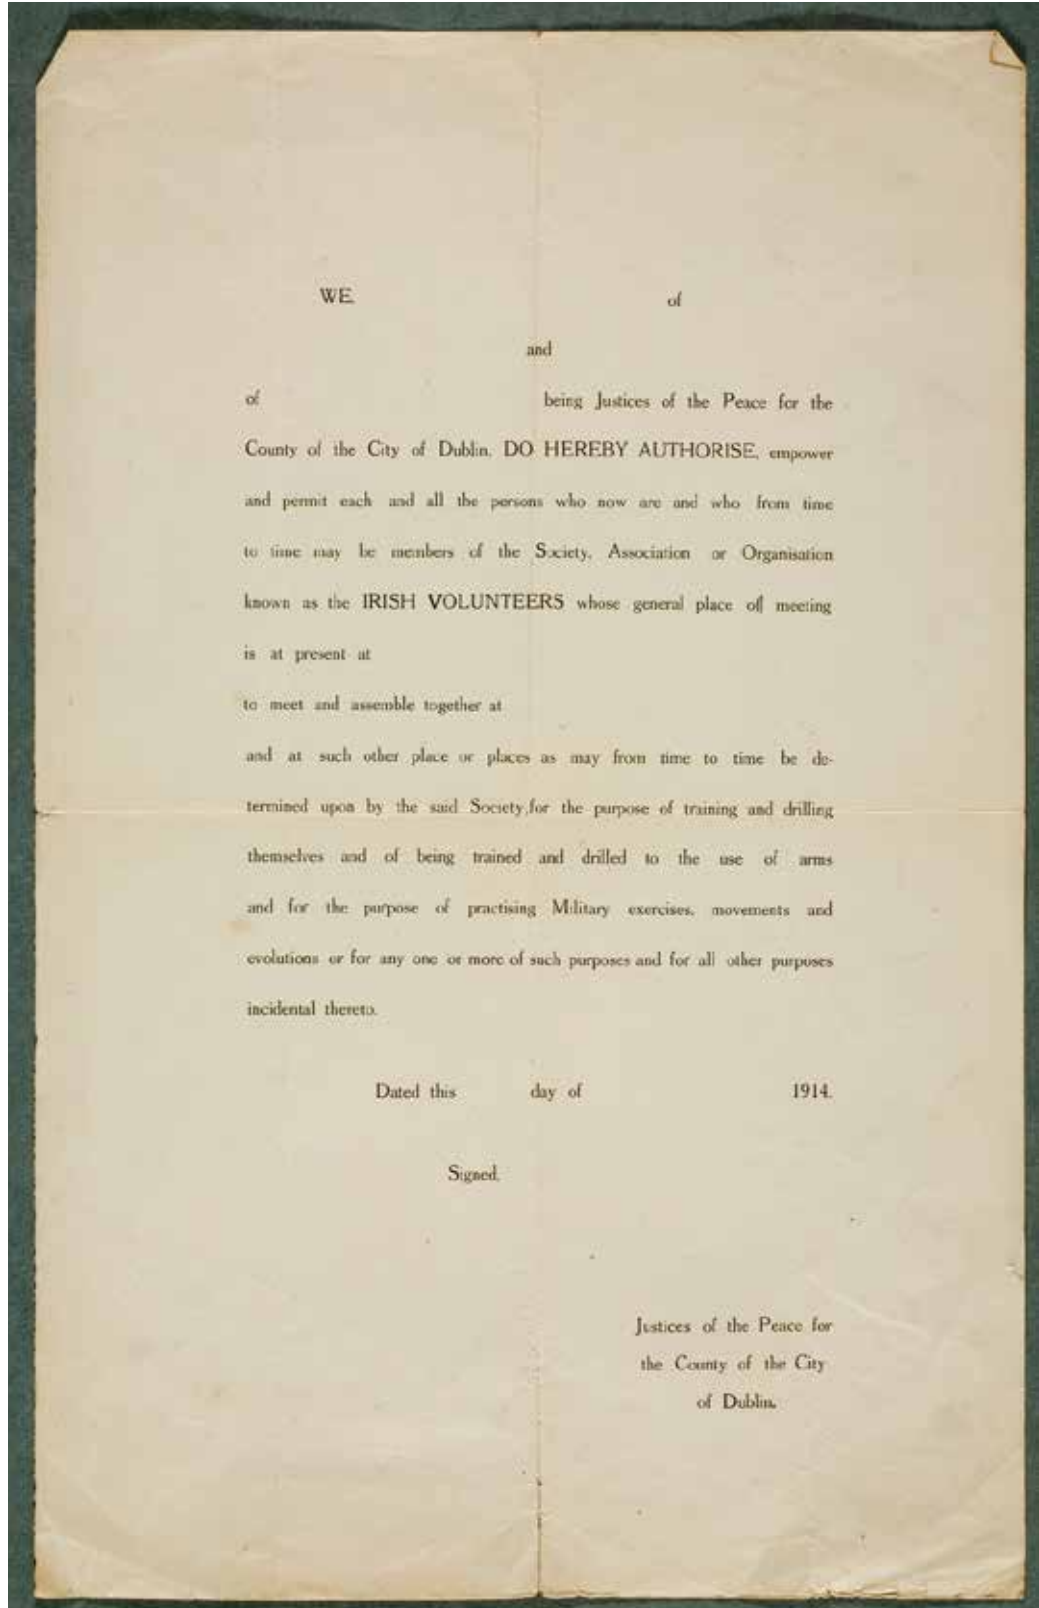 WE, of
and
of being Justices of the Peace for the
County of the City of Dublin, DO HEREBY AUTHORISE, empower
and permit each and all the persons who now are and who from time
to time may be members of the Society, Association or Organisation
known as the IRISH VOLUNTEERS whose general place of meeting
is at present at
to meet and assemble together at
and at such other place or places as may from time to time be de-
termined upon by the said Society,for the purpose of training and drilling
themselves and of being trained and drilled to the use of arms
and for the purpose of practising Military exercises, movements and
evolutions or for any one or more of such purposes and for all other purposes
incidental thereto.
Dated this day of 1914.
Signed,
Justices of the Peace for
the County of the City
of Dublin.